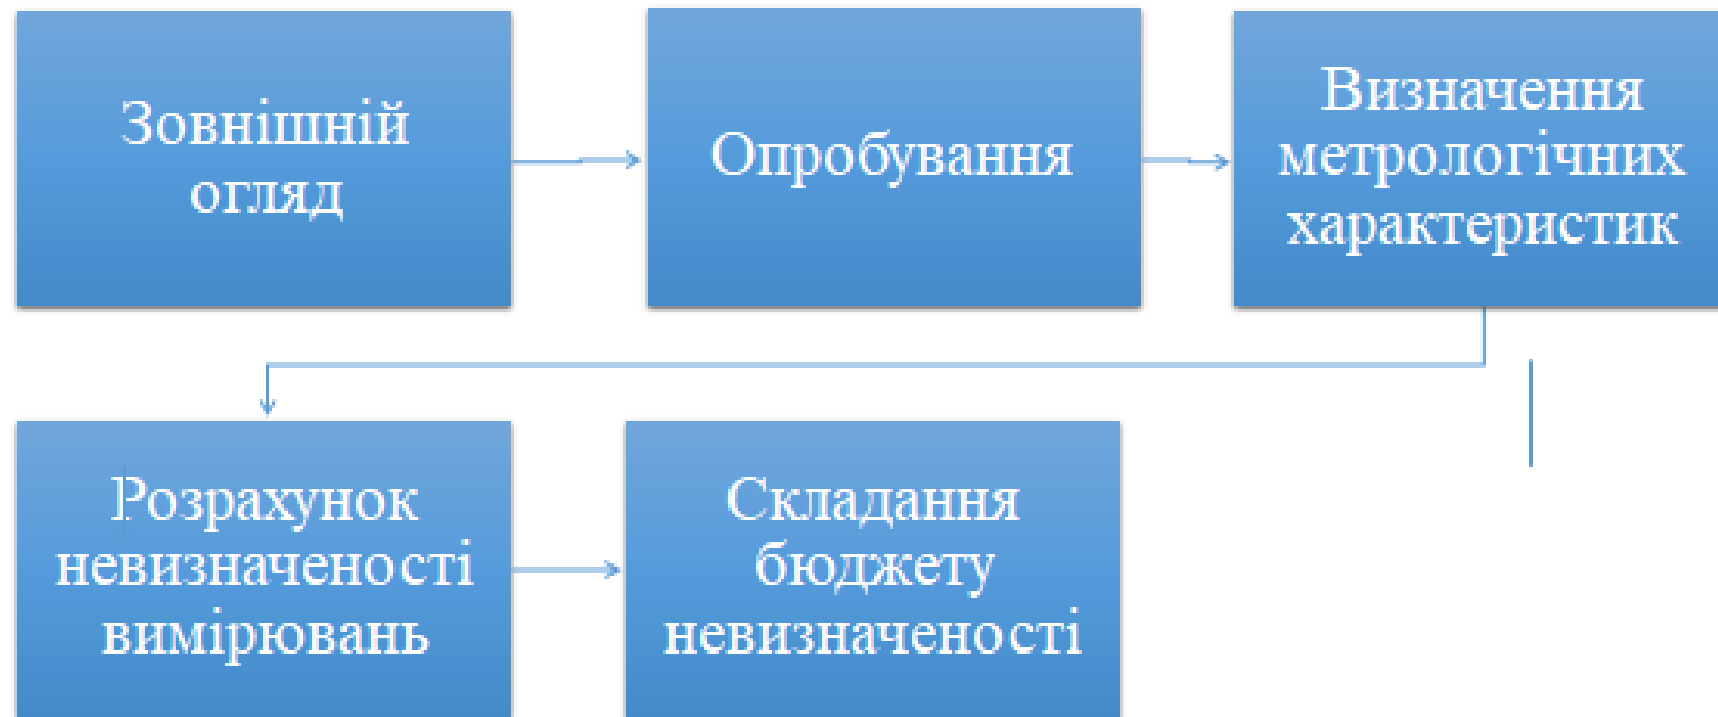 Зовнішній
огляд
Опробування
Визначення
метрологічних
характеристик
Розрахунок
невизначеності
вимірювань
Складання
бюджету
невизначеності